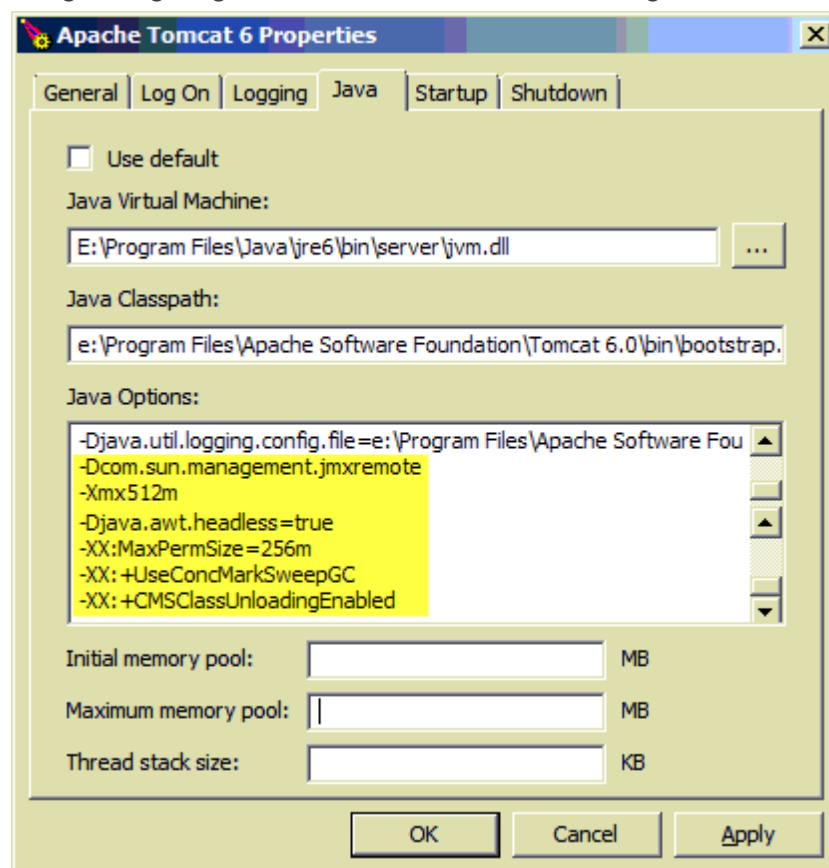 Apache Tomcat 6 Properties
General Log On Logging Java Startup Shutdown
Use default
Java Virtual Machine:
E:\Program Files\Java\jre6\bin\server\jvm.dll ...
Java Classpath:
e:\Program Files\Apache Software Foundation\Tomcat 6.0\bin\bootstrap.
Java Options:
-Djava.util.logging.config.file=e:\Program Files\Apache Software Fou
-Dcom.sun.management.jmxremote
-Xmx512m
-Djava.awt.headless=true
-XX:MaxPermSize=256m
-XX:+UseConcMarkSweepGC
-XX:+CMSClassUnloadingEnabled
Initial memory pool: MB
Maximum memory pool: MB
Thread stack size: KB
OK Cancel Apply